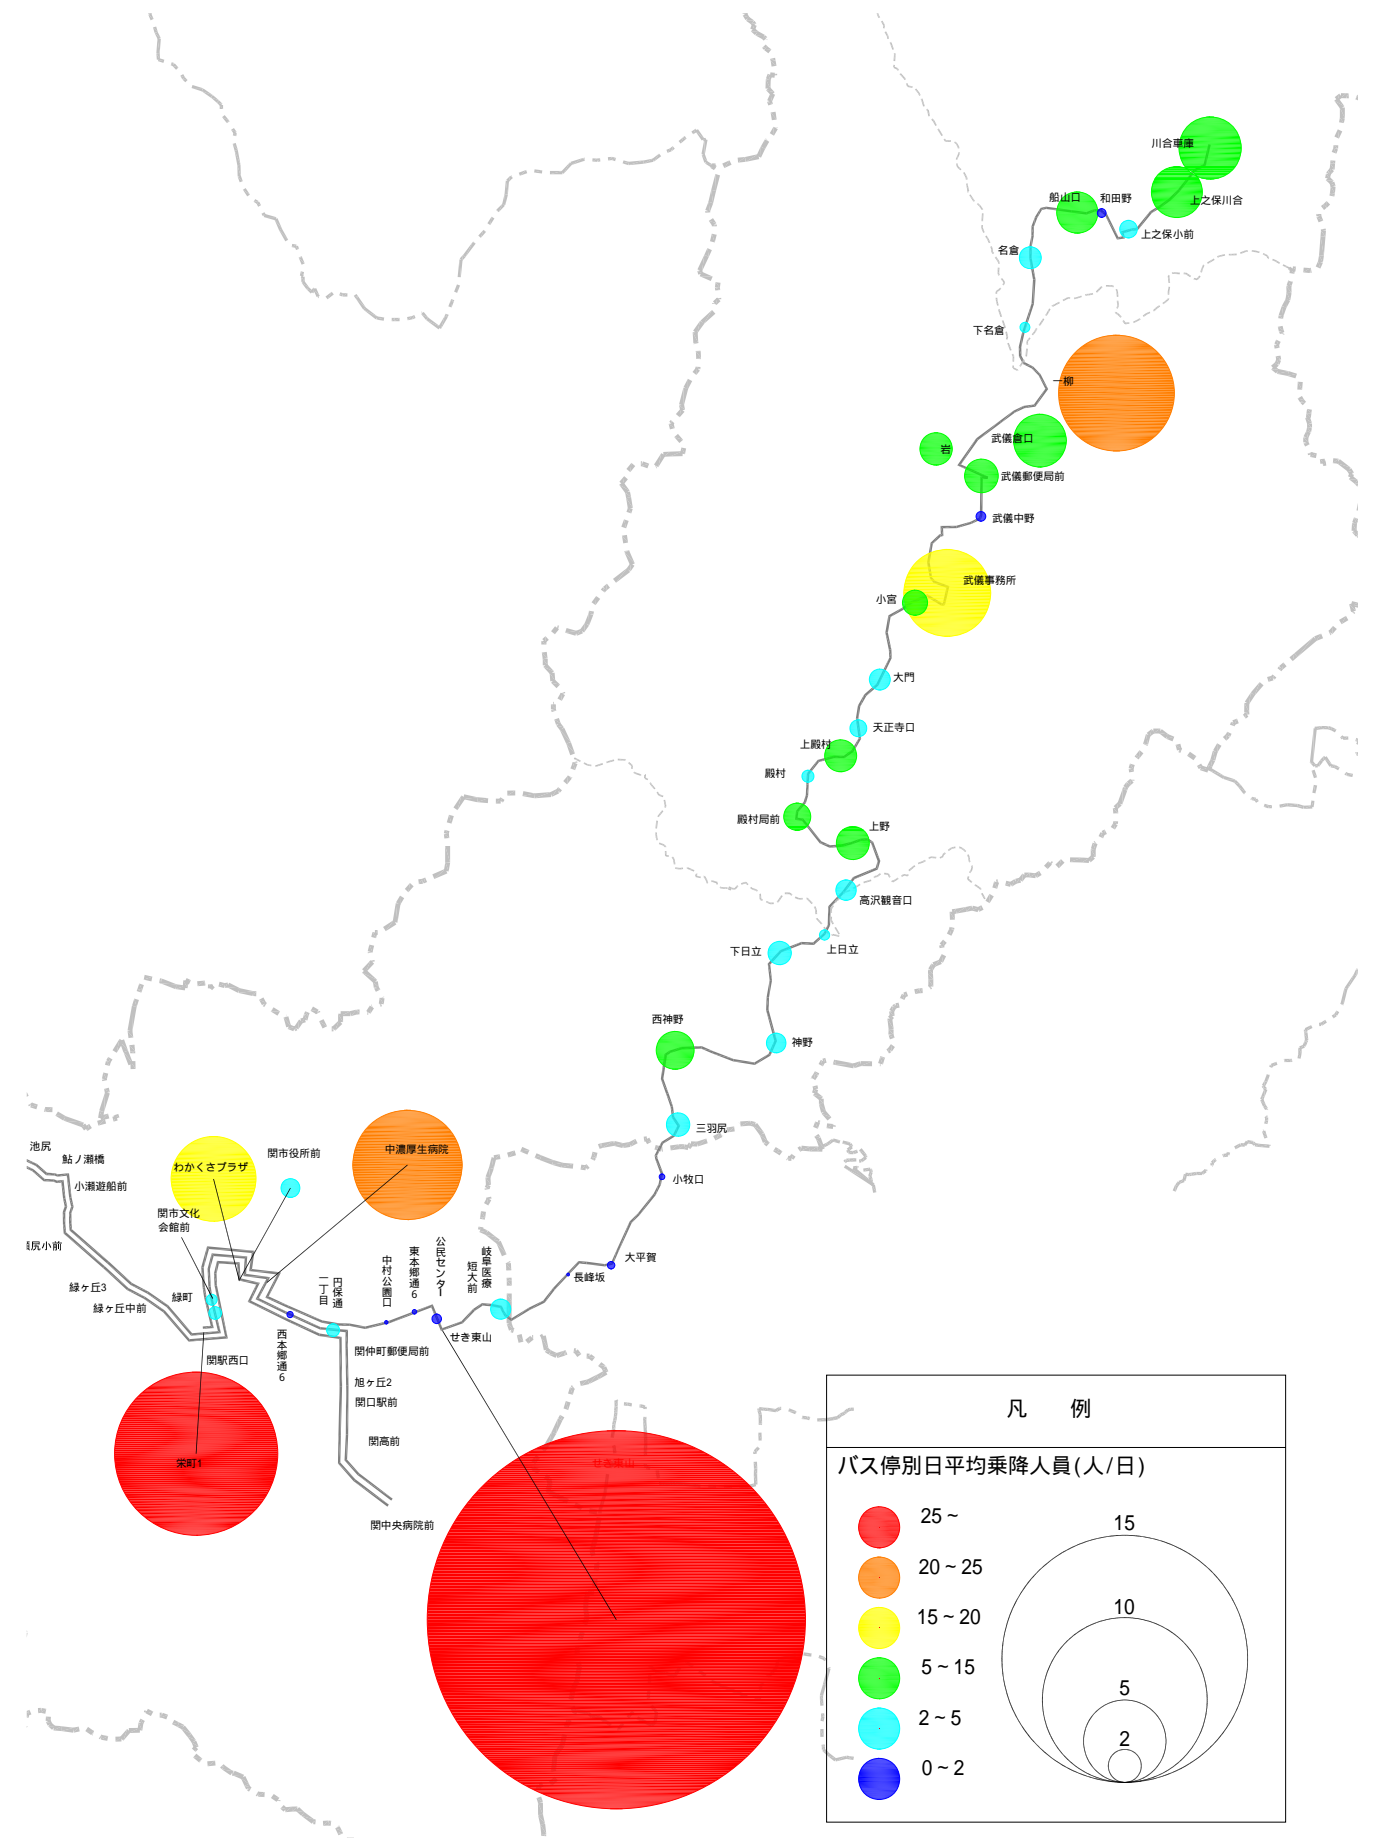 川合車庫
上之保川合
船山口
和田野
上之保小前
名倉
下名倉
一柳
武儀倉口
岩
武儀郵便局前
武儀中野
武儀事務所
小宮
大門
天正寺口
上殿村
殿村
殿村局前
上野
高沢観音口
上日立
下日立
西神野
神野
三羽尻
小牧口
大平賀
長峰坂
岐阜医療
短大前
公民センター
東本郷通6
中村公園口
円保通
一丁目
せき東山
池尻
鮎ノ瀬橋
小瀬遊船前
わかくさプラザ
関市役所前
中濃厚生病院
関市文化
会館前
尻小前
緑ヶ丘3
緑ヶ丘中前
緑町
関駅西口
西本郷通6
関仲町郵便局前
旭ヶ丘2
関口駅前
関高前
関中央病院前
栄町1
せき東山
凡 例
バス停別日平均乗降人員(人/日)
25~
20~25
15~20
5~15
2~5
0~2
15
10
5
2